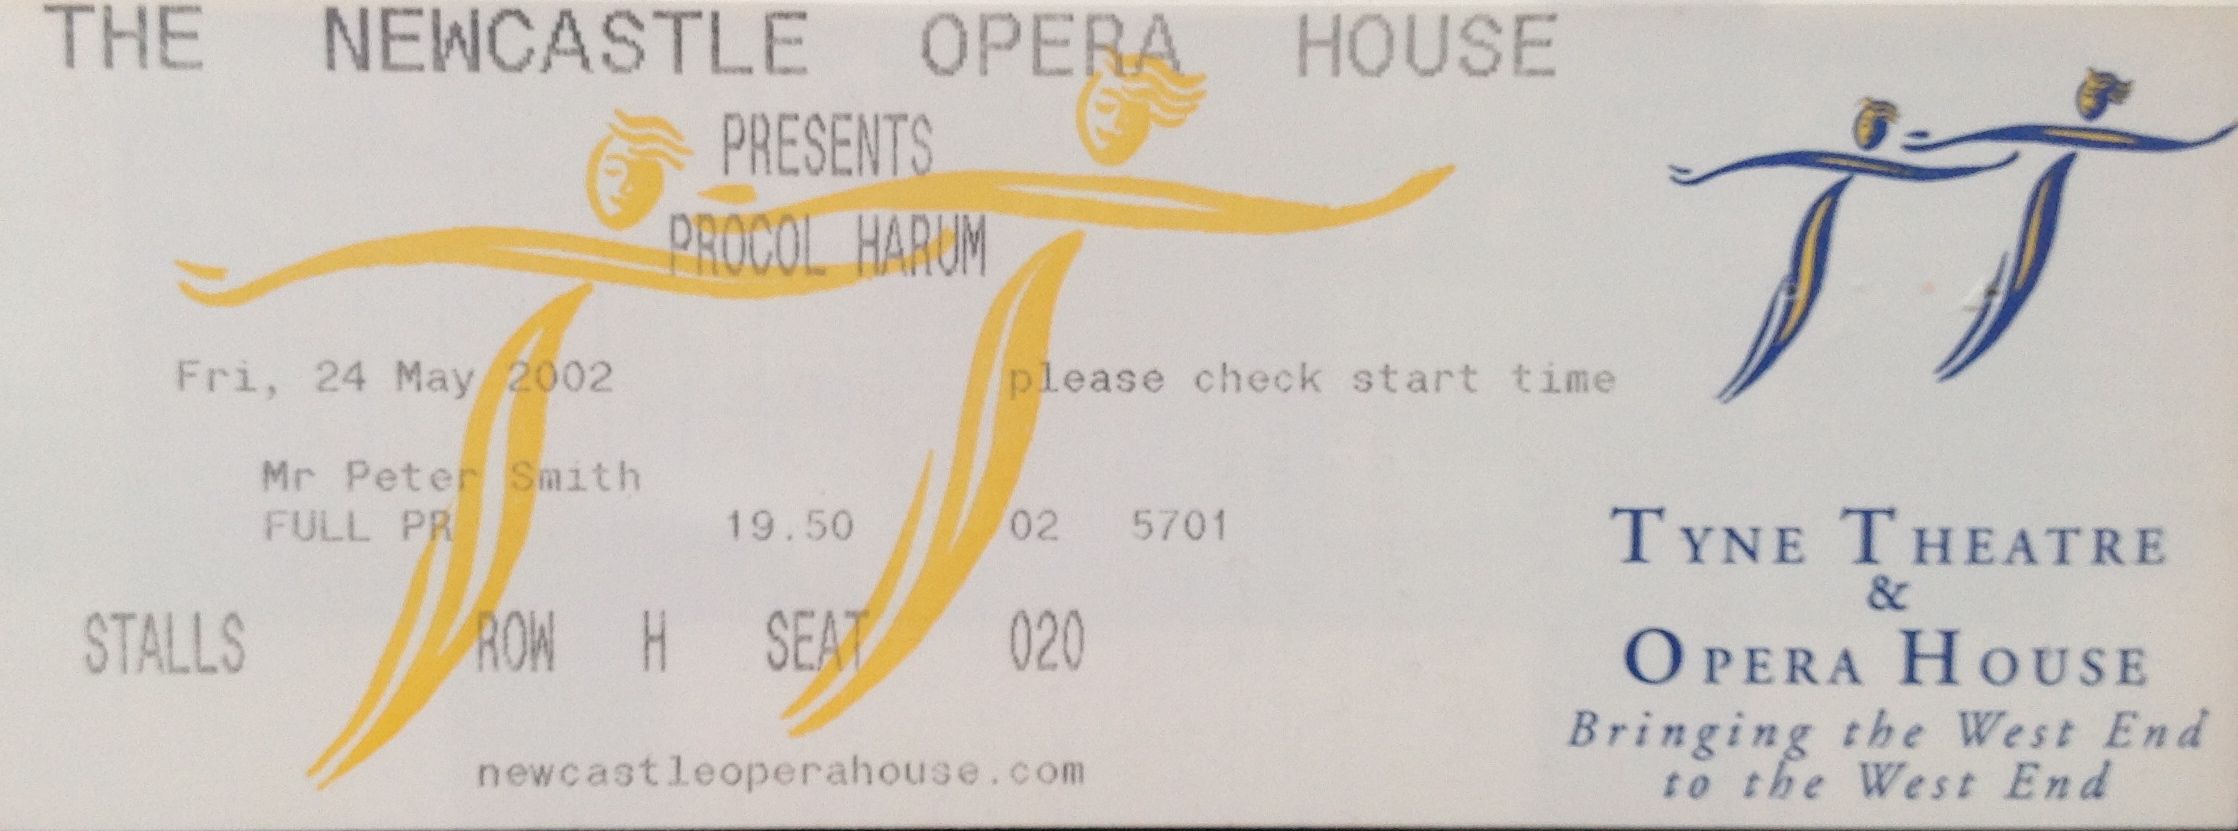 THE NEWCASTLE OPERA HOUSE
PRESENTS
PROCOL HARUM
Fri, 24 May 2002 please check start time
Mr Peter Smith
FULL PR 19.50 02 5701
STALLS ROW H SEAT 020
newcastleoperahouse.com
TYNE THEATRE
&
OPERA HOUSE
Bringing the West End
to the West End